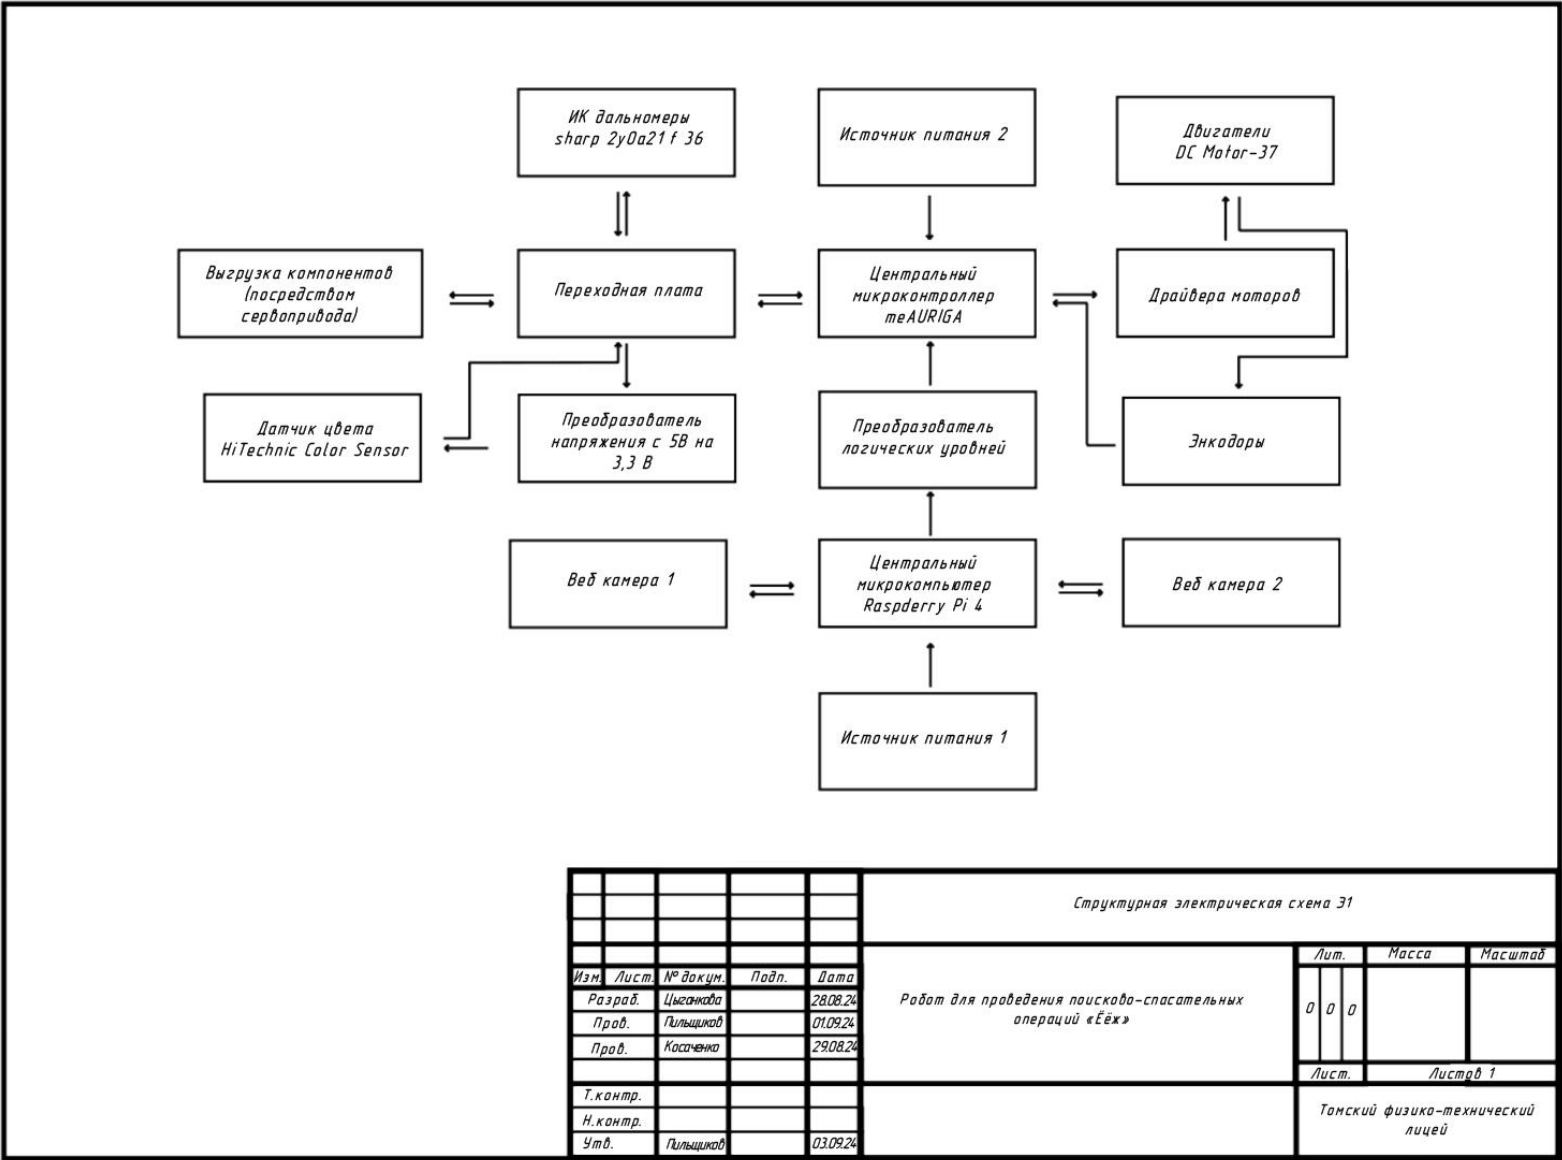 ИК дальномеры
sharp 2y0a21 f 36
Источник питания 2
Двигатели
DC Motor-37
Выгрузка компонентов
(посредством
сервопривода)
Переходная плата
Центральный
микроконтроллер
meAURIGA
Драйвера моторов
Датчик цвета
HiTechnic Color Sensor
Преобразователь
напряжения с 5В на
3,3 В
Преобразователь
логических уровней
Энкодоры
Веб камера 1
Центральный
микрокомпьютер
Raspderry Pi 4
Веб камера 2
Источник питания 1
Структурная электрическая схема Э1
Лит. Масса Масштаб
Изм. Лист. № докум. Подп. Дата
Разраб. Цыганкова 28.08.24
Пров. Пильщиков 01.09.24
Пров. Косаченко 29.08.24
Робот для проведения поисково-спасательных
операций «Ёёж»
0 0 0
Лист. Листов 1
Т.контр.
Н.контр.
Утв. Пильщиков 03.09.24
Томский физико-технический
лицей